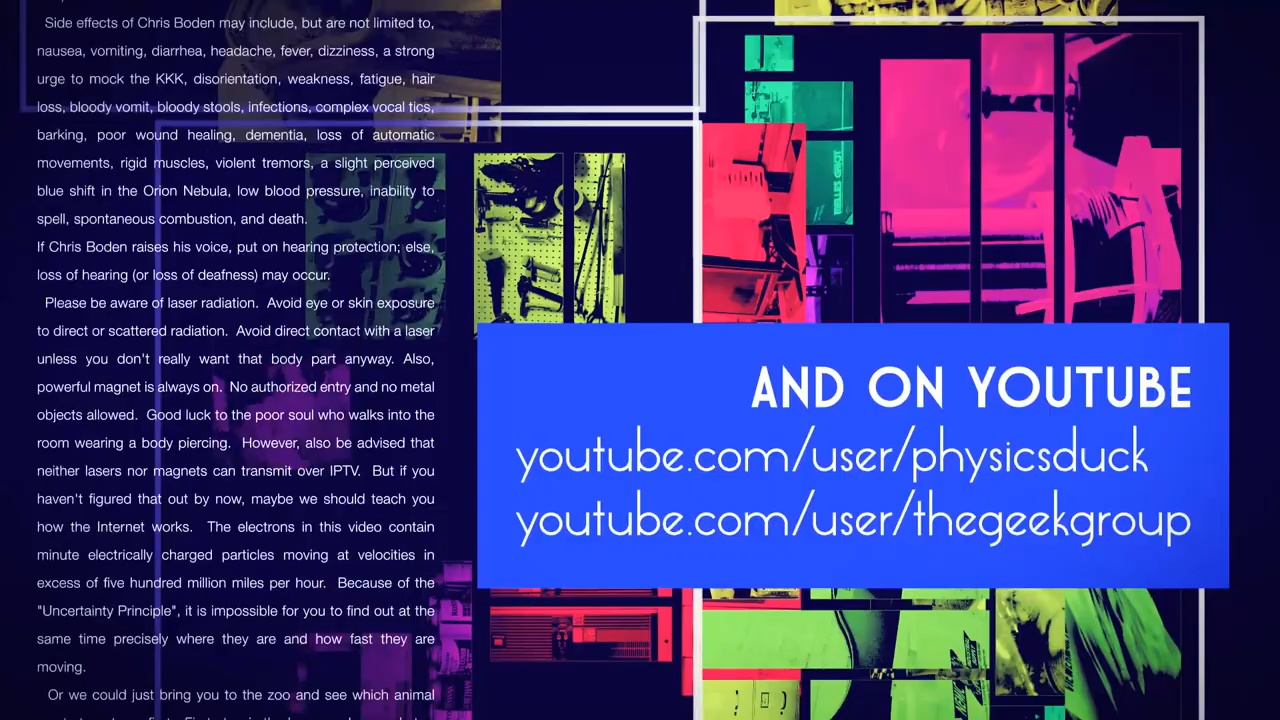 Side effects of Chris Boden may include, but are not limited to,
nausea, vomiting, diarrhea, headache, fever, dizziness, a strong
urge to mock the KKK, disorientation, weakness, fatigue, hair
loss, bloody vomit, bloody stools, infections, complex vocal tics,
barking, poor wound healing, dementia, loss of automatic
movements, rigid muscles, violent tremors, a slight perceived
blue shift in the Orion Nebula, low blood pressure, inability to
spell, spontaneous combustion, and death.
If Chris Boden raises his voice, put on hearing protection; else,
loss of hearing (or loss of deafness) may occur.
Please be aware of laser radiation. Avoid eye or skin exposure
to direct or scattered radiation. Avoid direct contact with a laser
unless you don't really want that body part anyway. Also,
powerful magnet is always on. No authorized entry and no metal
objects allowed. Good luck to the poor soul who walks into the
room wearing a body piercing. However, also be advised that
neither lasers nor magnets can transmit over IPTV. But if you
haven't figured that out by now, maybe we should teach you
how the Internet works. The electrons in this video contain
minute electrically charged particles moving at velocities in
excess of five hundred million miles per hour. Because of the
"Uncertainty Principle", it is impossible for you to find out at the
same time precisely where they are and how fast they are
moving.
Or we could just bring you to the zoo and see which animal
AND ON YOUTUBE
youtube.com/user/physicsduck
youtube.com/user/thegeekgroup